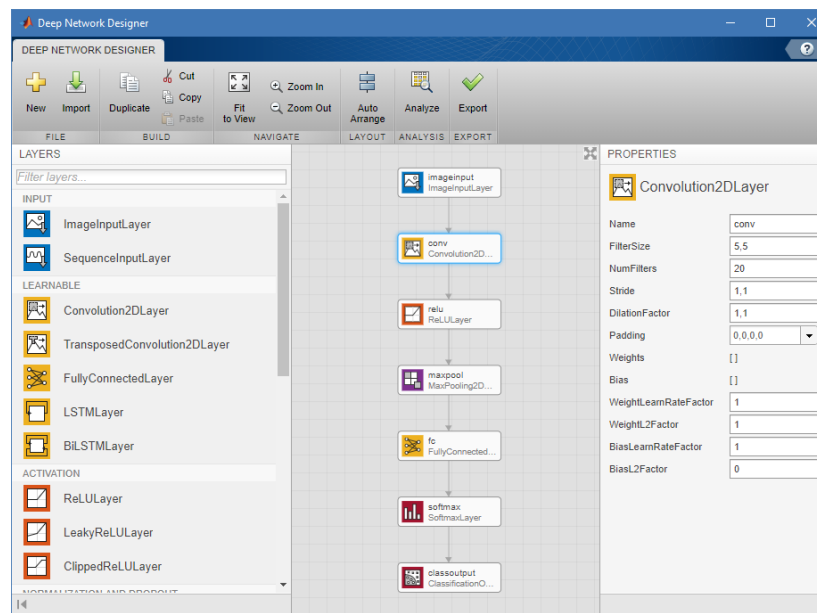 Deep Network Designer
DEEP NETWORK DESIGNER
?
New
Import
Duplicate
Cut
Copy
Paste
Fit
to View
Zoom In
Zoom Out
Auto
Arrange
Analyze
Export
FILE
BUILD
NAVIGATE
LAYOUT
ANALYSIS
EXPORT
LAYERS
Filter layers...
INPUT
ImageInputLayer
SequenceInputLayer
LEARNABLE
Convolution2DLayer
TransposedConvolution2DLayer
FullyConnectedLayer
LSTMLayer
BiLSTMLayer
ACTIVATION
ReLULayer
LeakyReLULayer
ClippedReLULayer
NORMALIZATION AND DROPOUT
imageinput
ImageInputLayer
conv
Convolution2D...
relu
ReLULayer
maxpool
MaxPooling2D...
fc
FullyConnected...
softmax
SoftmaxLayer
classoutput
ClassificationO...
PROPERTIES
Convolution2DLayer
Name conv
FilterSize 5,5
NumFilters 20
Stride 1,1
DilationFactor 1,1
Padding 0,0,0,0
Weights [ ]
Bias [ ]
WeightLearnRateFactor 1
WeightL2Factor 1
BiasLearnRateFactor 1
BiasL2Factor 0